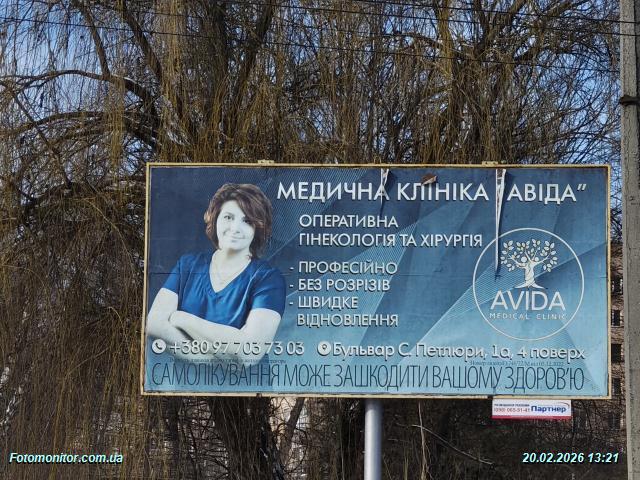 МЕДИЧНА КЛІНІКА "АВІДА"
ОПЕРАТИВНА
ГІНЕКОЛОГІЯ ТА ХІРУРГІЯ
- ПРОФЕСІЙНО
- БЕЗ РОЗРІЗІВ
- ШВИДКЕ
ВІДНОВЛЕННЯ
AVIDA
MEDICAL CLINIC
+380 97 703 73 03
Бульвар С. Петлюри, 1а, 4 поверх
САМОЛІКУВАННЯ МОЖЕ ЗАШКОДИТИ ВАШОМУ ЗДОРОВ'Ю
Партнер
Fotomonitor.com.ua
20.02.2026 13:21